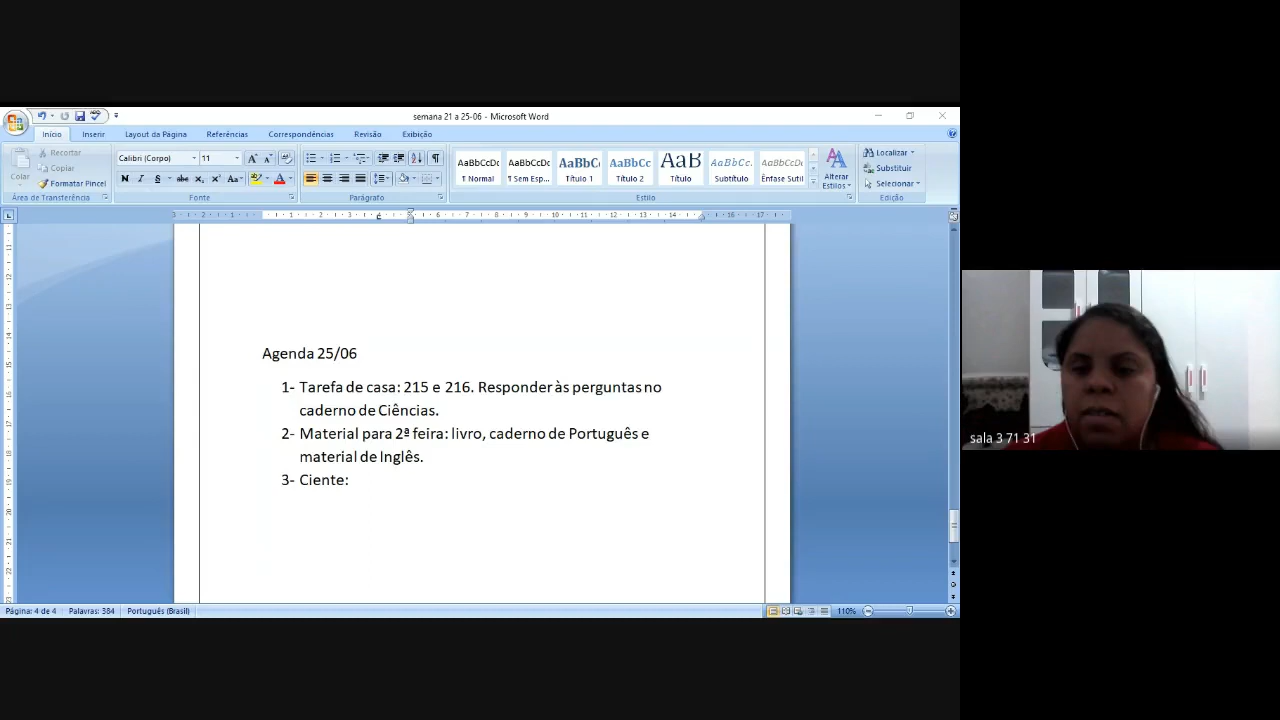 semana 21 a 25-06 - Microsoft Word
Início Inserir Layout da Página Referências Correspondências Revisão Exibição
Colar
Recortar
Copiar
Formatar Pincel
Área de Transferência
Calibri (Corpo) 11
N I S abe X₂ X² Aa
Fonte
Parágrafo
AaBbCcDc AaBbCcDc AaBbC AaBbCc AaB AaBbCc AaBbCcDc
¶ Normal ¶ Sem Esp... Título 1 Título 2 Título Subtítulo Ênfase Sutil
Alterar Estilos
Estilo
Localizar
Substituir
Selecionar
Edição
Agenda 25/06
1- Tarefa de casa: 215 e 216. Responder às perguntas no
caderno de Ciências.
2- Material para 2ª feira: livro, caderno de Português e
material de Inglês.
3- Ciente:
sala 3 71 31
Página: 4 de 4 Palavras: 384 Português (Brasil) 110%